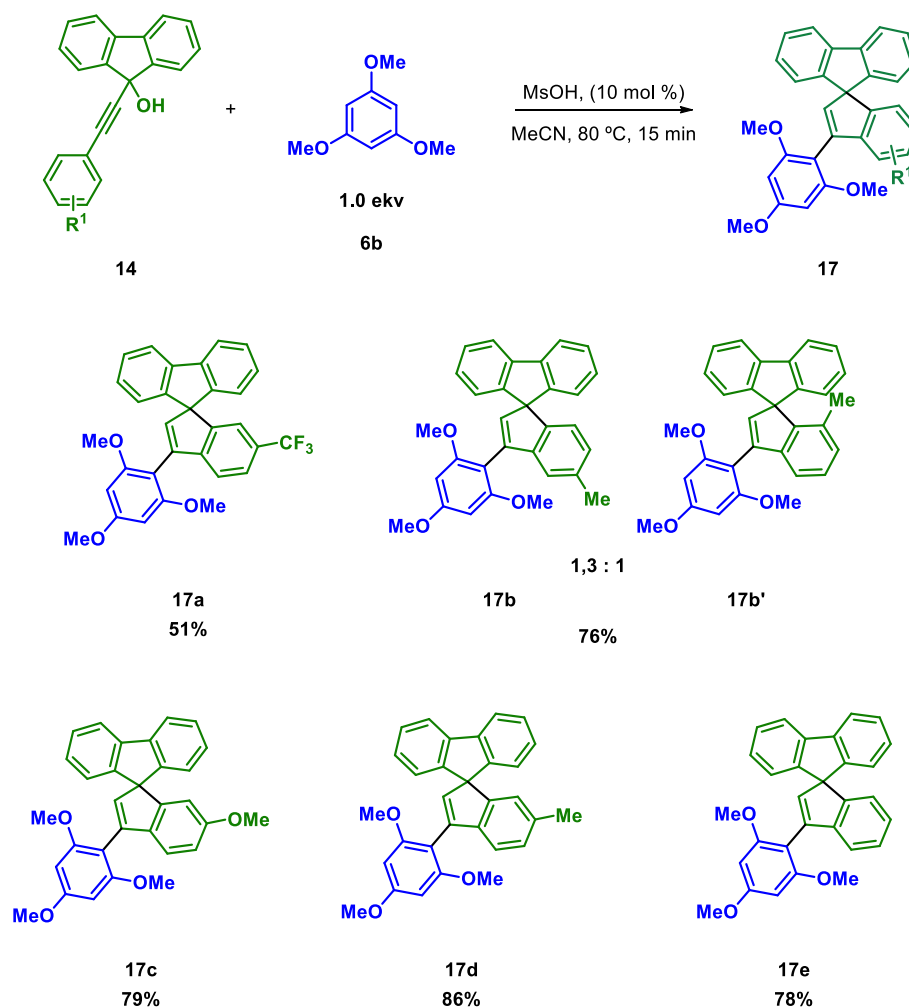 OH
R¹
14
+
OMe
MeO
OMe
1.0 ekv
6b
MsOH, (10 mol %)
MeCN, 80 ºC, 15 min
MeO
OMe
MeO
R¹
17
MeO
CF₃
OMe
MeO
17a
51%
MeO
OMe
Me
MeO
17b
1,3 : 1
76%
Me
MeO
OMe
MeO
17b'
MeO
OMe
OMe
MeO
17c
79%
MeO
Me
OMe
MeO
17d
86%
MeO
OMe
MeO
17e
78%